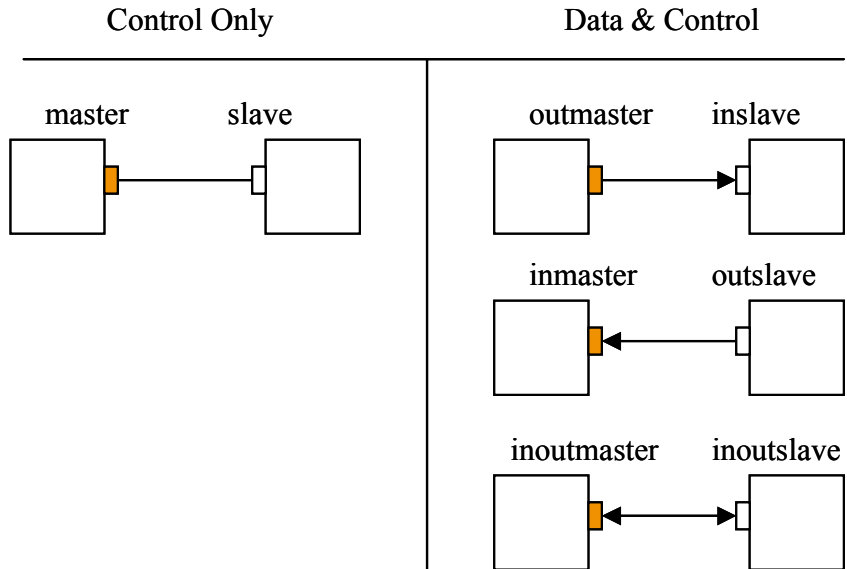 Control Only
Data & Control
master
slave
outmaster
inslave
inmaster
outslave
inoutmaster
inoutslave